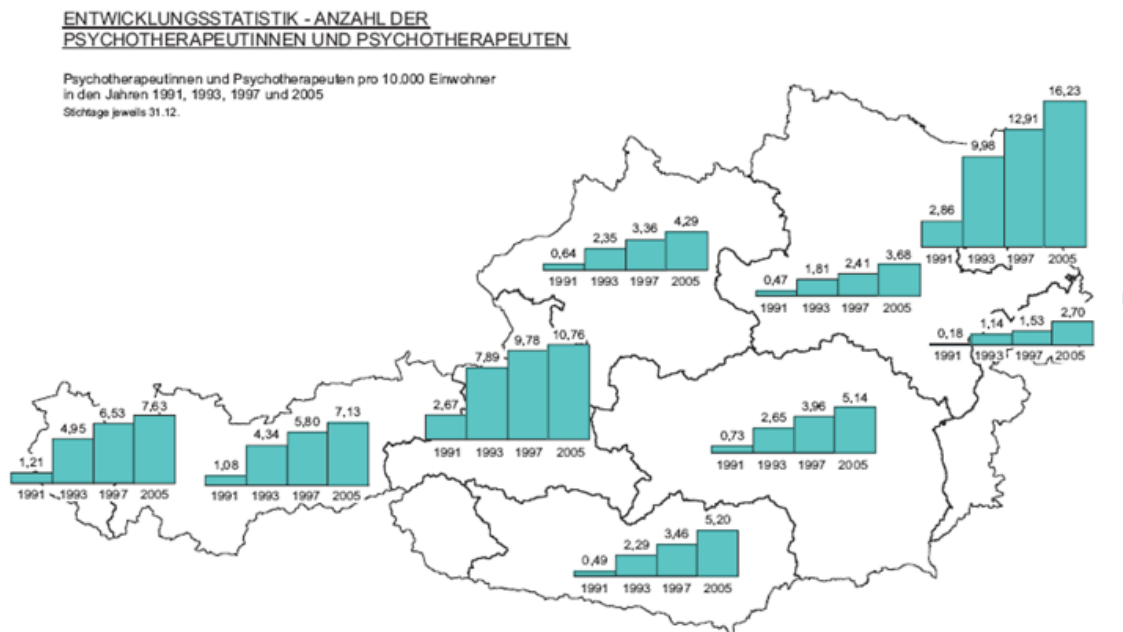 ENTWICKLUNGSSTATISTIK - ANZAHL DER
PSYCHOTHERAPEUTINNEN UND PSYCHOTHERAPEUTEN
Psychotherapeutinnen und Psychotherapeuten pro 10.000 Einwohner
in den Jahren 1991, 1993, 1997 und 2005
Stichtage jeweils 31.12.
2,86 9,98 12,91 16,23
1991 1993 1997 2005
0,64 2,35 3,36 4,29
1991 1993 1997 2005
0,47 1,81 2,41 3,68
1991 1993 1997 2005
0,18 1,14 1,53 2,70
1991 1993 1997 2005
2,67 7,89 9,78 10,76
1991 1993 1997 2005
1,21 4,95 6,53 7,63
1991 1993 1997 2005
1,08 4,34 5,80 7,13
1991 1993 1997 2005
0,73 2,65 3,96 5,14
1991 1993 1997 2005
0,49 2,29 3,46 5,20
1991 1993 1997 2005